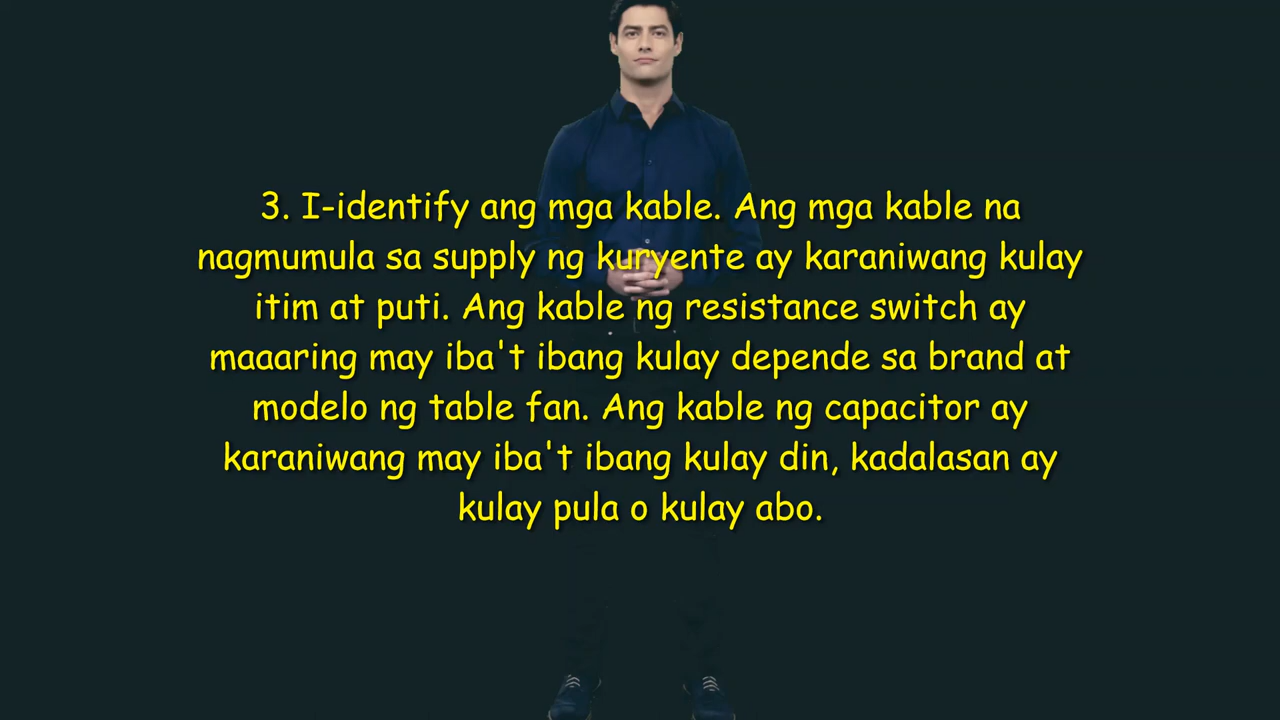 3. I-identify ang mga kable. Ang mga kable na
nagmumula sa supply ng kuryente ay karaniwang kulay
itim at puti. Ang kable ng resistance switch ay
maaaring may iba't ibang kulay depende sa brand at
modelo ng table fan. Ang kable ng capacitor ay
karaniwang may iba't ibang kulay din, kadalasan ay
kulay pula o kulay abo.